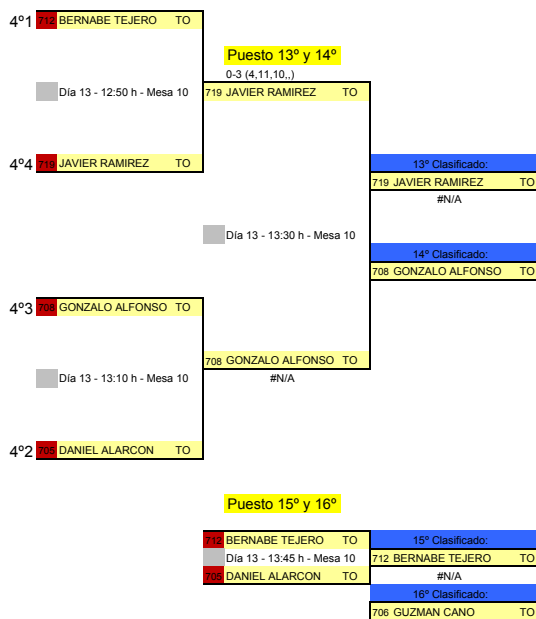 4º1 712 BERNABE TEJERO TO
Puesto 13º y 14º
0-3 (4,11,10,,)
Día 13 - 12:50 h - Mesa 10
719 JAVIER RAMIREZ TO
4º4 719 JAVIER RAMIREZ TO
13º Clasificado:
719 JAVIER RAMIREZ TO
#N/A
Día 13 - 13:30 h - Mesa 10
14º Clasificado:
708 GONZALO ALFONSO TO
4º3 708 GONZALO ALFONSO TO
708 GONZALO ALFONSO TO
Día 13 - 13:10 h - Mesa 10
#N/A
4º2 705 DANIEL ALARCON TO
Puesto 15º y 16º
712 BERNABE TEJERO TO
15º Clasificado:
Día 13 - 13:45 h - Mesa 10
712 BERNABE TEJERO TO
705 DANIEL ALARCON TO
#N/A
16º Clasificado:
706 GUZMAN CANO TO